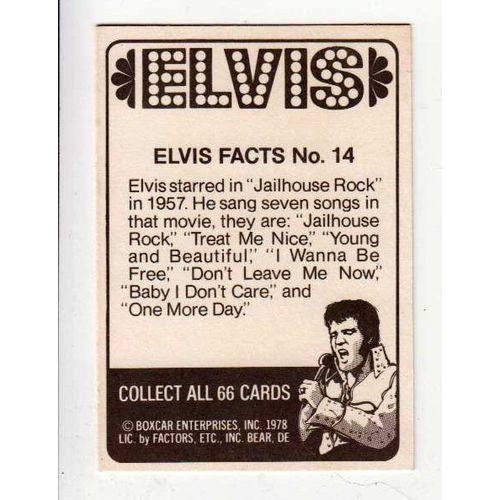 ELVIS
ELVIS FACTS No. 14
Elvis starred in "Jailhouse Rock"
in 1957. He sang seven songs in
that movie, they are: "Jailhouse
Rock," "Treat Me Nice," "Young
and Beautiful," "I Wanna Be
Free," "Don't Leave Me Now,"
"Baby I Don't Care," and
"One More Day."
COLLECT ALL 66 CARDS
© BOXCAR ENTERPRISES, INC. 1978
LIC. by FACTORS, ETC., INC. BEAR, DE